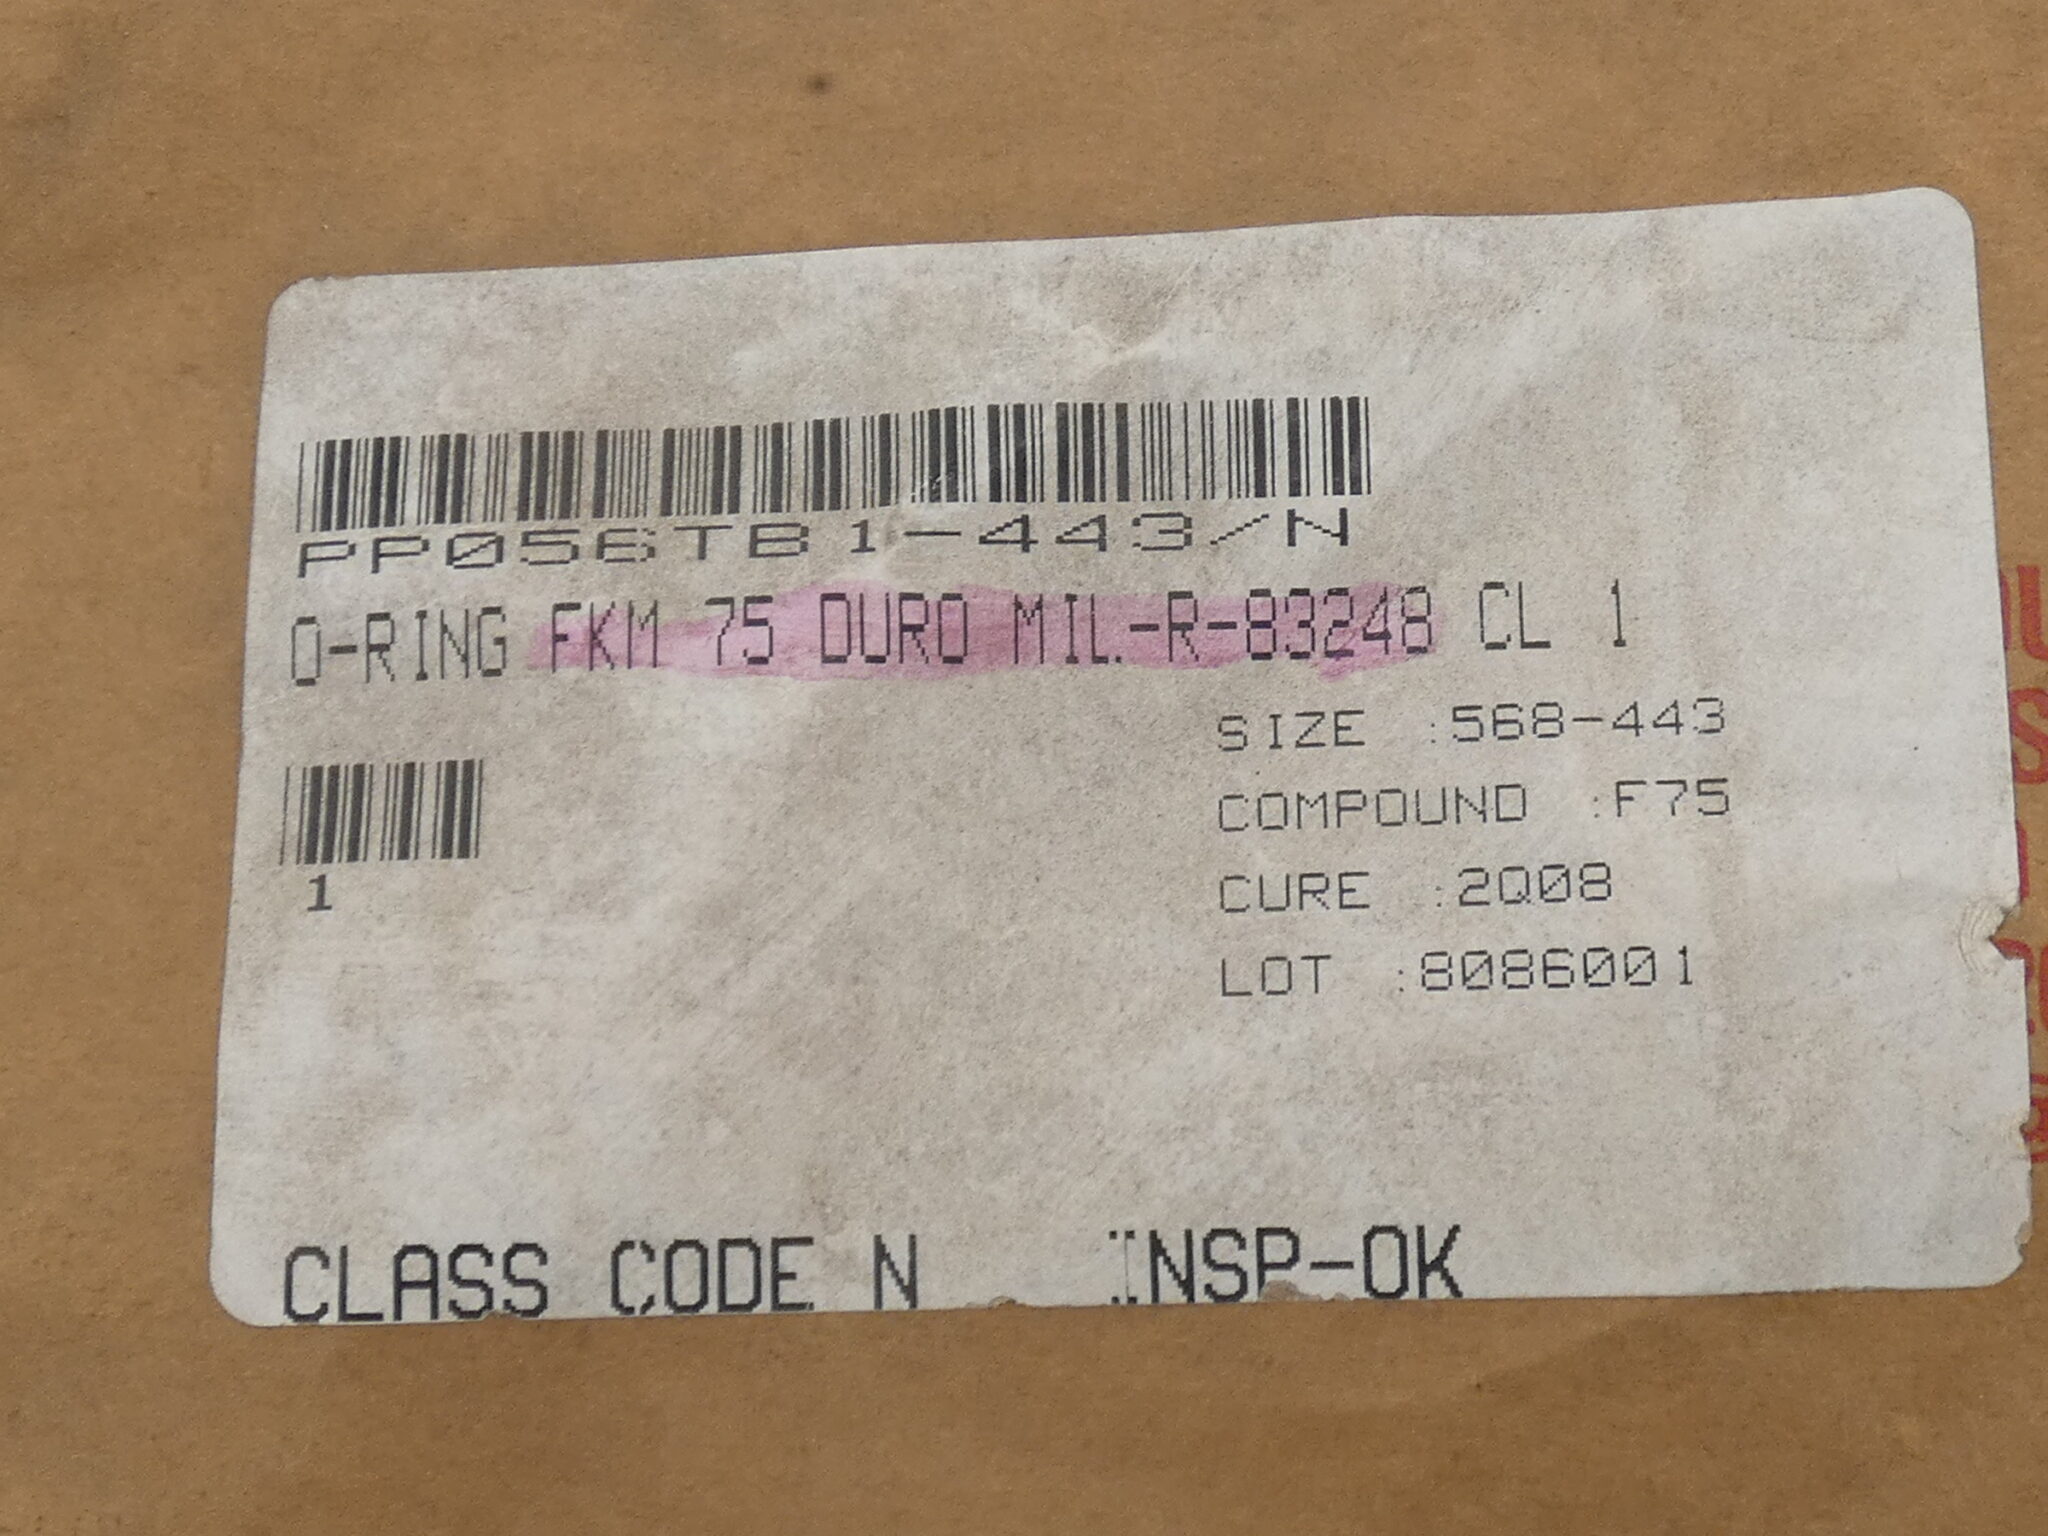 PP056TB1-443/N
O-RING FKM 75 DURO MIL.-R-83248 CL 1
SIZE :568-443
COMPOUND :F75
1
CURE :2Q08
LOT :8086001
CLASS CODE N INSP-OK